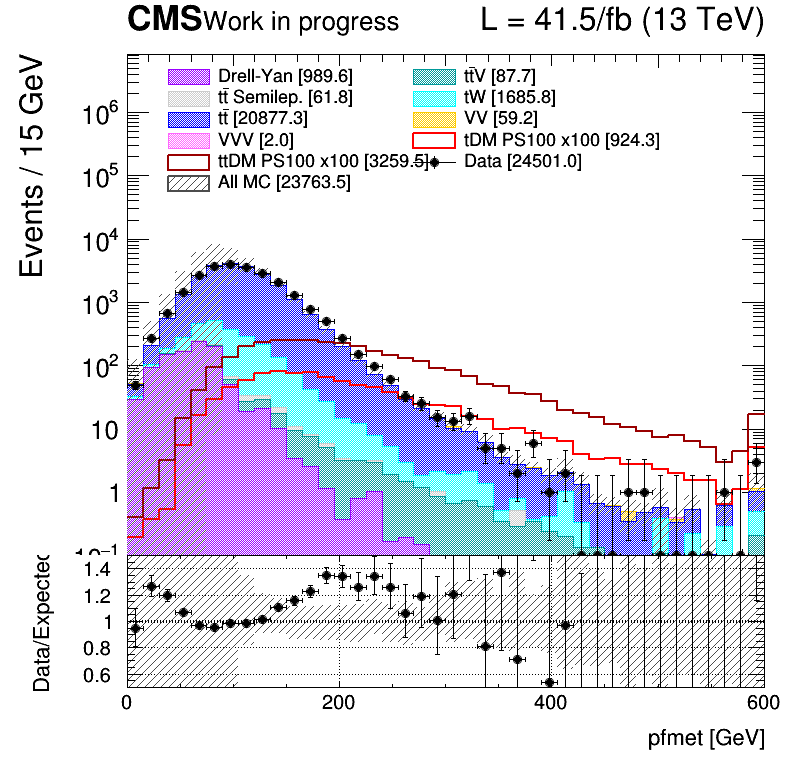 CMS Work in progress L = 41.5/fb (13 TeV)
Drell-Yan [989.6] tt̄V [87.7]
tt̄ Semilep. [61.8] tW [1685.8]
tt̄ [20877.3] VV [59.2]
VVV [2.0] tDM PS100 x100 [924.3]
ttDM PS100 x100 [3259.5] Data [24501.0]
All MC [23763.5]
Events / 15 GeV
10⁶
10⁵
10⁴
10³
10²
10
1
10⁻¹
Data/Expected
1.4
1.2
1
0.8
0.6
0 200 400 600
pfmet [GeV]